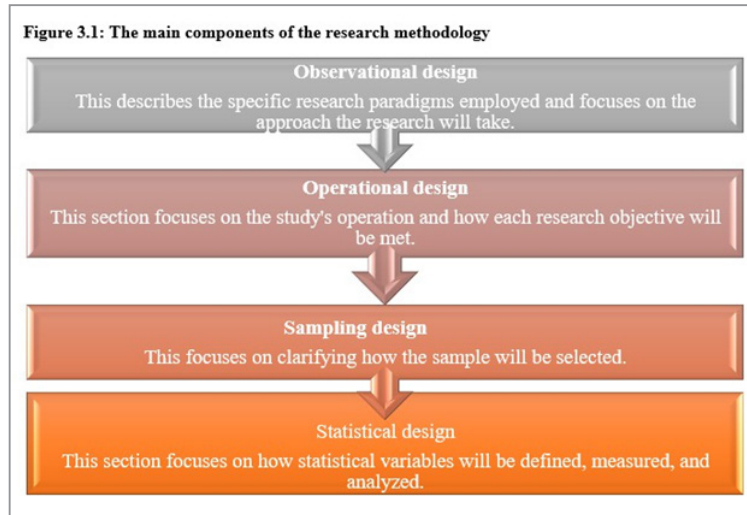 Figure 3.1: The main components of the research methodology
Observational design
This describes the specific research paradigms employed and focuses on the
approach the research will take.
Operational design
This section focuses on the study's operation and how each research objective will
be met.
Sampling design
This focuses on clarifying how the sample will be selected.
Statistical design
This section focuses on how statistical variables will be defined, measured, and
analyzed.